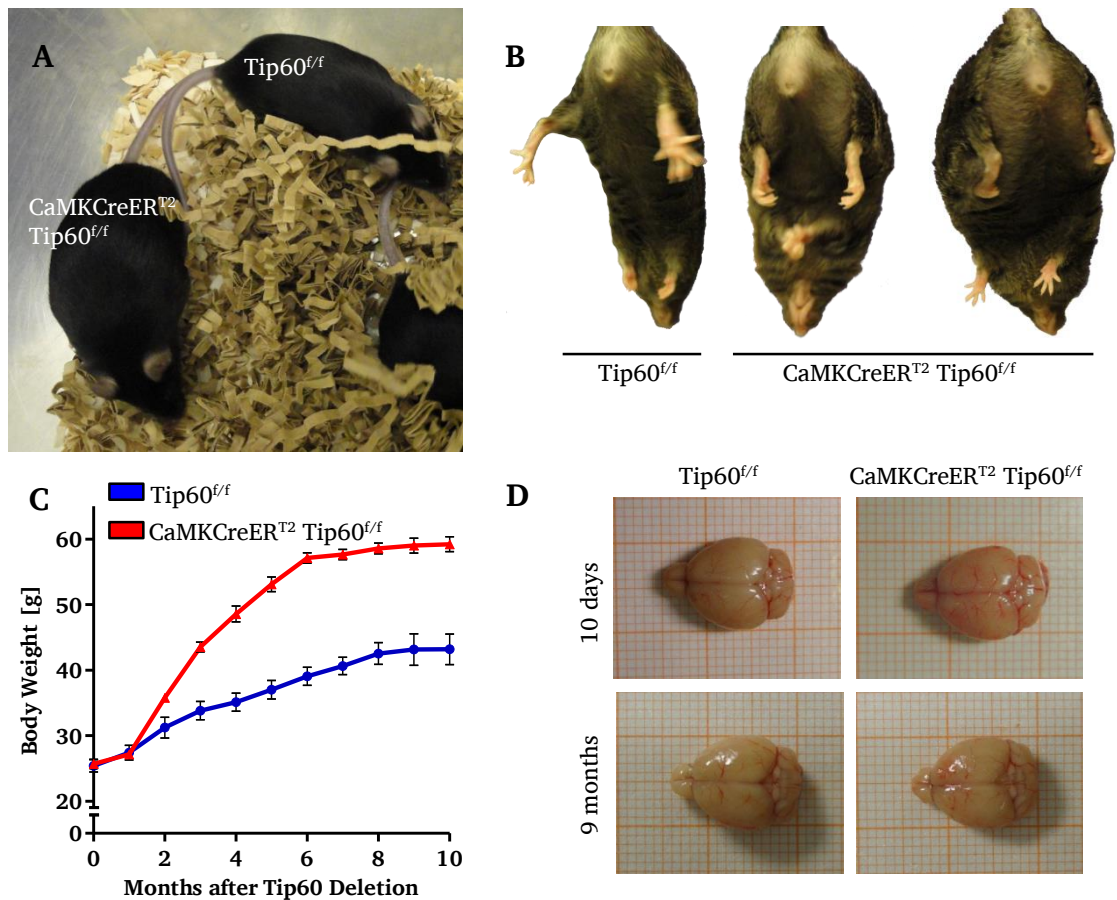 A
Tip60f/f
CaMKCreERT2
Tip60f/f
B
Tip60f/f
CaMKCreERT2 Tip60f/f
C
Tip60f/f
CaMKCreERT2 Tip60f/f
60
50
40
30
20
0
Body Weight [g]
0 2 4 6 8 10
Months after Tip60 Deletion
D
Tip60f/f
CaMKCreERT2 Tip60f/f
10 days
9 months